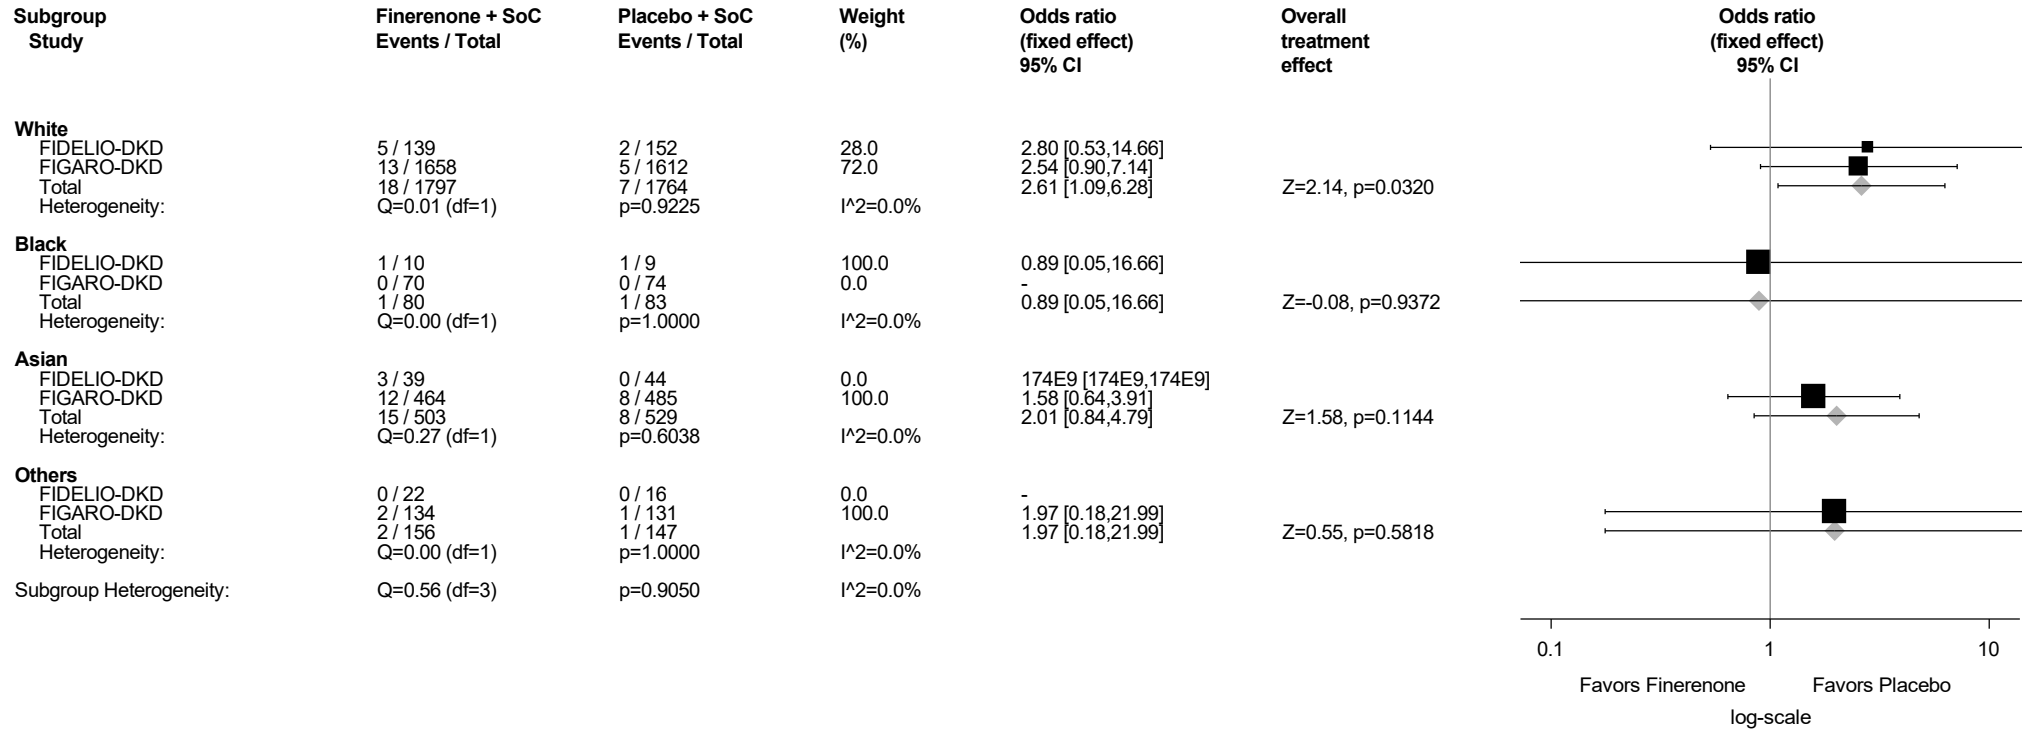 Subgroup Finerenone + SoC Placebo + SoC Weight Odds ratio Overall Odds ratio
Study Events / Total Events / Total (%) (fixed effect) treatment (fixed effect)
95% CI effect 95% CI
White
FIDELIO-DKD 5 / 139 2 / 152 28.0 2.80 [0.53,14.66]
FIGARO-DKD 13 / 1658 5 / 1612 72.0 2.54 [0.90,7.14]
Total 18 / 1797 7 / 1764 2.61 [1.09,6.28] Z=2.14, p=0.0320
Heterogeneity: Q=0.01 (df=1) p=0.9225 I^2=0.0%
Black
FIDELIO-DKD 1 / 10 1 / 9 100.0 0.89 [0.05,16.66]
FIGARO-DKD 0 / 70 0 / 74 0.0 -
Total 1 / 80 1 / 83 0.89 [0.05,16.66] Z=-0.08, p=0.9372
Heterogeneity: Q=0.00 (df=1) p=1.0000 I^2=0.0%
Asian
FIDELIO-DKD 3 / 39 0 / 44 0.0 174E9 [174E9,174E9]
FIGARO-DKD 12 / 464 8 / 485 100.0 1.58 [0.64,3.91]
Total 15 / 503 8 / 529 2.01 [0.84,4.79] Z=1.58, p=0.1144
Heterogeneity: Q=0.27 (df=1) p=0.6038 I^2=0.0%
Others
FIDELIO-DKD 0 / 22 0 / 16 0.0 -
FIGARO-DKD 2 / 134 1 / 131 100.0 1.97 [0.18,21.99]
Total 2 / 156 1 / 147 1.97 [0.18,21.99] Z=0.55, p=0.5818
Heterogeneity: Q=0.00 (df=1) p=1.0000 I^2=0.0%
Subgroup Heterogeneity: Q=0.56 (df=3) p=0.9050 I^2=0.0%
0.1 1 10
Favors Finerenone Favors Placebo
log-scale